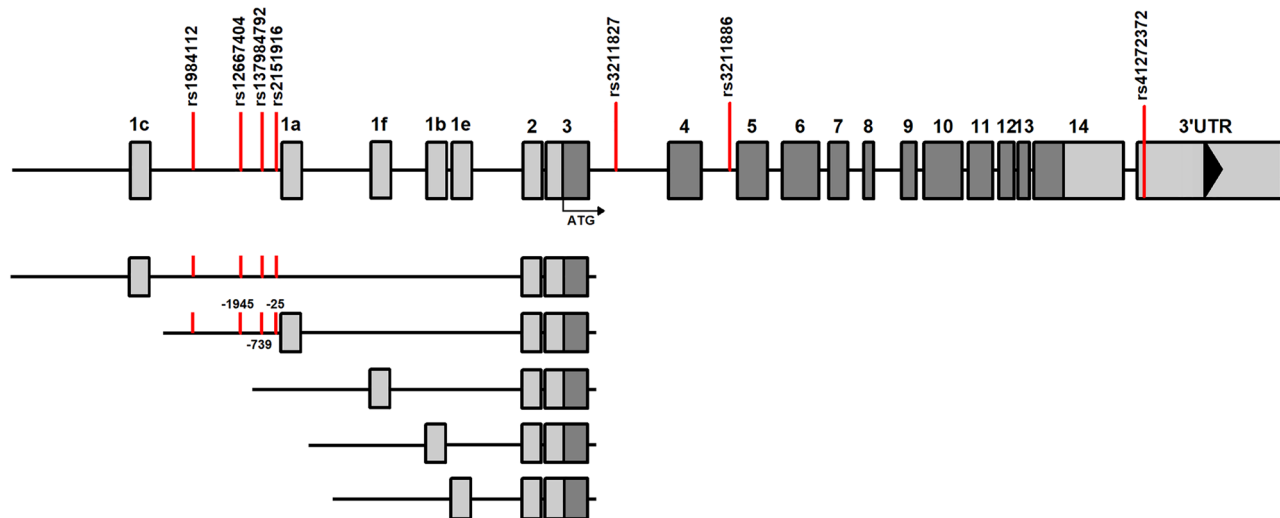 rs1984112
rs12667404
rs137984792
rs2151916
rs3211827
rs3211886
rs41272372
1c
1a
1f
1b
1e
2
3
4
5
6
7
8
9
10
11
12
13
14
3'UTR
ATG
-1945
-25
-739